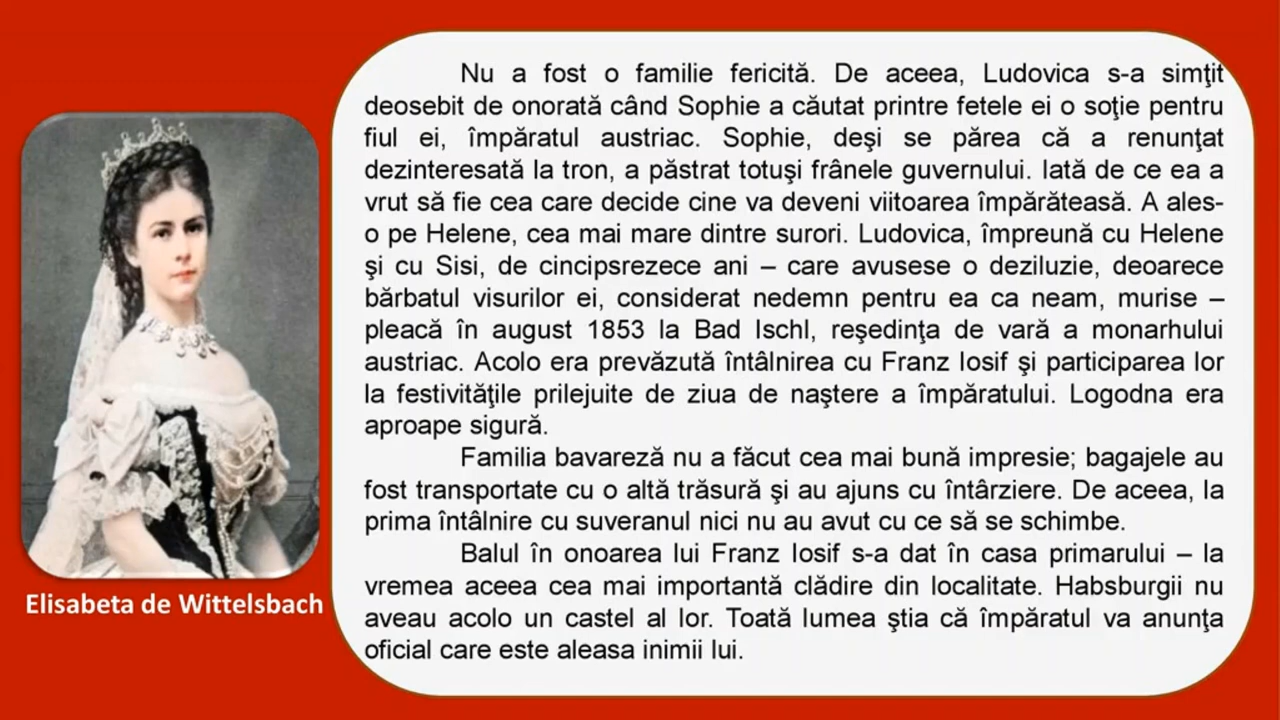 Nu a fost o familie fericită. De aceea, Ludovica s-a simţit
deosebit de onorată când Sophie a căutat printre fetele ei o soţie pentru
fiul ei, împăratul austriac. Sophie, deşi se părea că a renunţat
dezinteresată la tron, a păstrat totuşi frânele guvernului. Iată de ce ea a
vrut să fie cea care decide cine va deveni viitoarea împărăteasă. A ales-
o pe Helene, cea mai mare dintre surori. Ludovica, împreună cu Helene
şi cu Sisi, de cincipsrezece ani – care avusese o deziluzie, deoarece
bărbatul visurilor ei, considerat nedemn pentru ea ca neam, murise –
pleacă în august 1853 la Bad Ischl, reşedinţa de vară a monarhului
austriac. Acolo era prevăzută întâlnirea cu Franz Iosif şi participarea lor
la festivităţile prilejuite de ziua de naştere a împăratului. Logodna era
aproape sigură.
Familia bavareză nu a făcut cea mai bună impresie; bagajele au
fost transportate cu o altă trăsură şi au ajuns cu întârziere. De aceea, la
prima întâlnire cu suveranul nici nu au avut cu ce să se schimbe.
Balul în onoarea lui Franz Iosif s-a dat în casa primarului – la
vremea aceea cea mai importantă clădire din localitate. Habsburgii nu
aveau acolo un castel al lor. Toată lumea ştia că împăratul va anunţa
oficial care este aleasa inimii lui.
Elisabeta de Wittelsbach